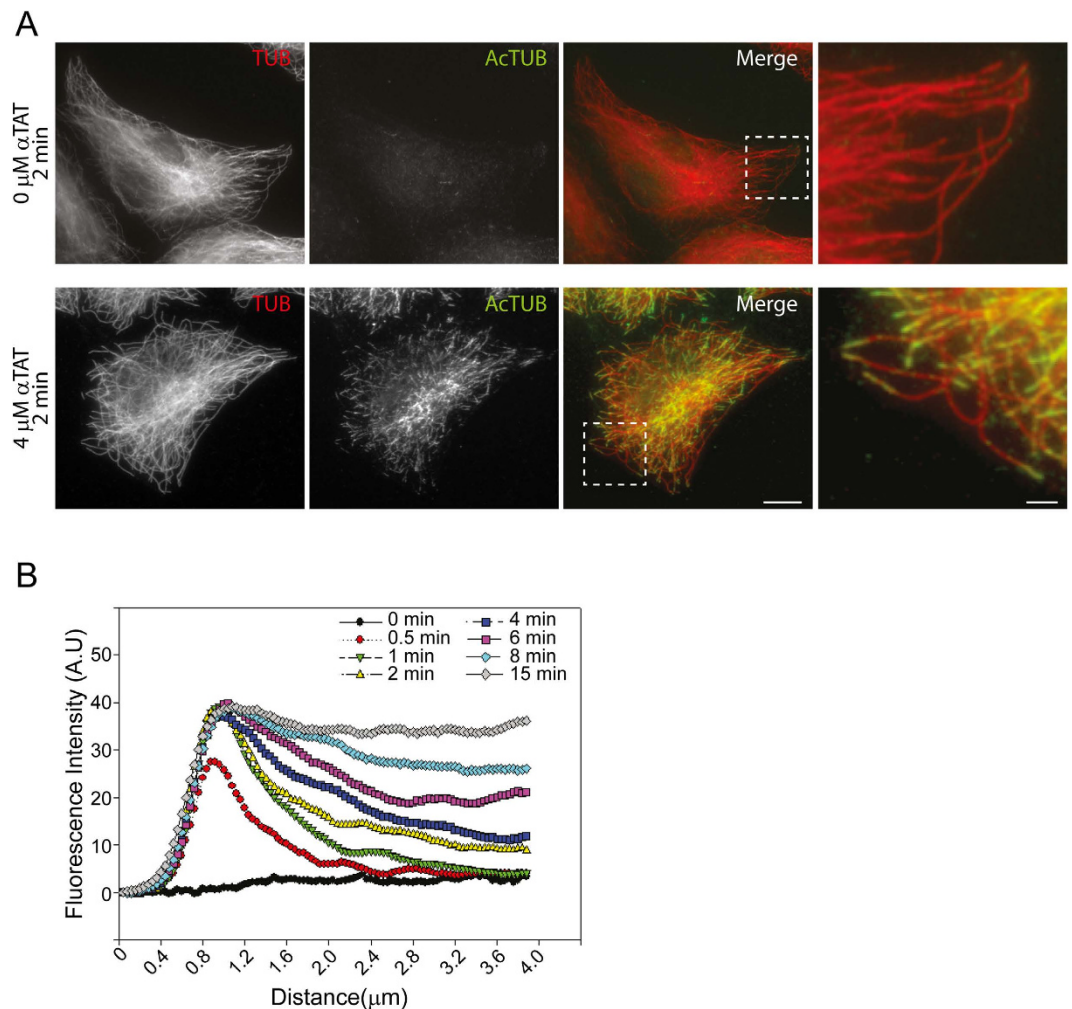 A
0 μM αTAT
2 min
TUB
AcTUB
Merge
4 μM αTAT
2 min
TUB
AcTUB
Merge
B
Fluorescence Intensity (A.U)
50
40
30
20
10
0
0 min
0.5 min
1 min
2 min
4 min
6 min
8 min
15 min
0
0.4
0.8
1.2
1.6
2.0
2.4
2.8
3.2
3.6
4.0
Distance(μm)